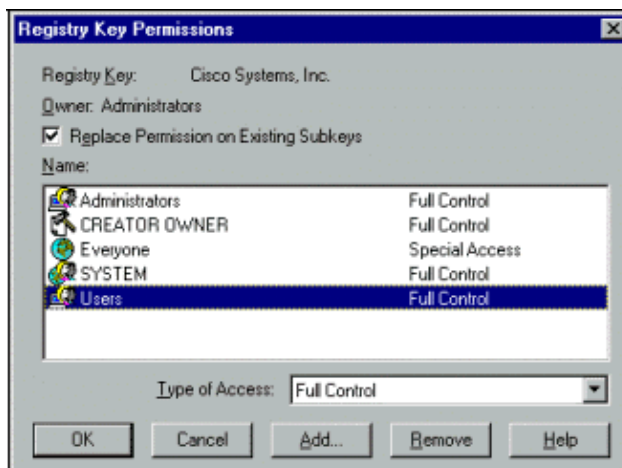 Registry Key Permissions
Registry Key: Cisco Systems, Inc.
Owner: Administrators
Replace Permission on Existing Subkeys
Name:
Administrators Full Control
CREATOR OWNER Full Control
Everyone Special Access
SYSTEM Full Control
Users Full Control
Type of Access: Full Control
OK Cancel Add... Remove Help